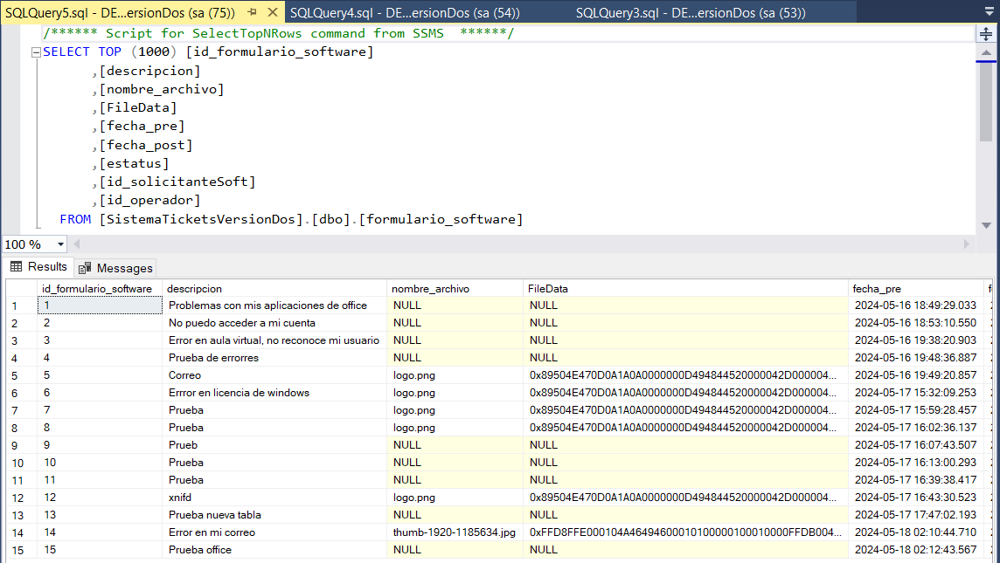 SQLQuery5.sql - DE...ersionDos (sa (75)) SQLQuery4.sql - DE...ersionDos (sa (54)) SQLQuery3.sql - DE...ersionDos (sa (53))
/****** Script for SelectTopNRows command from SSMS ******/
SELECT TOP (1000) [id_formulario_software]
,[descripcion]
,[nombre_archivo]
,[FileData]
,[fecha_pre]
,[fecha_post]
,[estatus]
,[id_solicitanteSoft]
,[id_operador]
FROM [SistemaTicketsVersionDos].[dbo].[formulario_software]
100 %
Results Messages
id_formulario_software descripcion nombre_archivo FileData fecha_pre
1 1 Problemas con mis aplicaciones de office NULL NULL 2024-05-16 18:49:29.033
2 2 No puedo acceder a mi cuenta NULL NULL 2024-05-16 18:53:10.550
3 3 Error en aula virtual, no reconoce mi usuario NULL NULL 2024-05-16 19:38:20.903
4 4 Prueba de erorres NULL NULL 2024-05-16 19:48:36.887
5 5 Correo logo.png 0x89504E470D0A1A0A0000000D494844520000042D000004... 2024-05-16 19:49:20.857
6 6 Errror en licencia de windows logo.png 0x89504E470D0A1A0A0000000D494844520000042D000004... 2024-05-17 15:32:09.253
7 7 Prueba logo.png 0x89504E470D0A1A0A0000000D494844520000042D000004... 2024-05-17 15:59:28.457
8 8 Prueba logo.png 0x89504E470D0A1A0A0000000D494844520000042D000004... 2024-05-17 16:02:36.137
9 9 Prueb NULL NULL 2024-05-17 16:07:43.507
10 10 Prueba NULL NULL 2024-05-17 16:13:00.293
11 11 Prueba NULL NULL 2024-05-17 16:39:38.417
12 12 xnifd logo.png 0x89504E470D0A1A0A0000000D494844520000042D000004... 2024-05-17 16:43:30.523
13 13 Prueba nueva tabla NULL NULL 2024-05-17 17:47:02.193
14 14 Error en mi correo thumb-1920-1185634.jpg 0xFFD8FFE000104A46494600010100000100010000FFDB004... 2024-05-18 02:10:44.710
15 15 Prueba office NULL NULL 2024-05-18 02:12:43.567